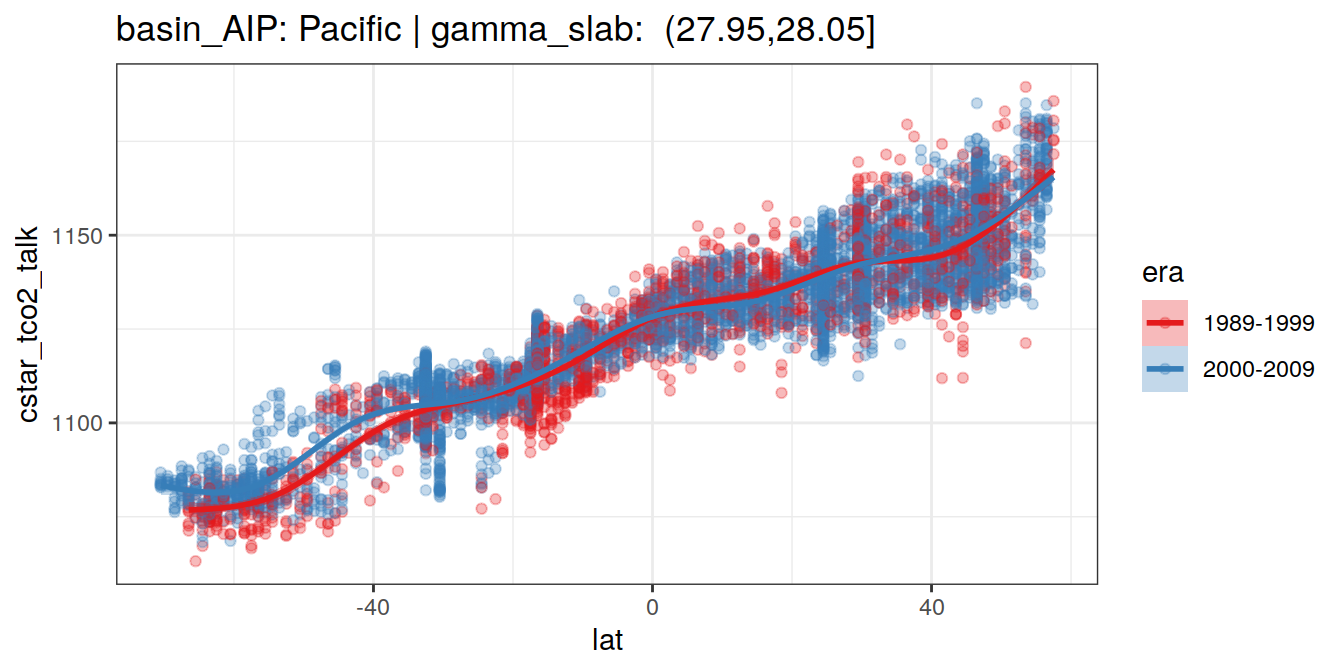 basin_AIP: Pacific | gamma_slab:  (27.95,28.05]
cstar_tco2_talk
1150
1100
-40
0
40
lat
era
1989-1999
2000-2009